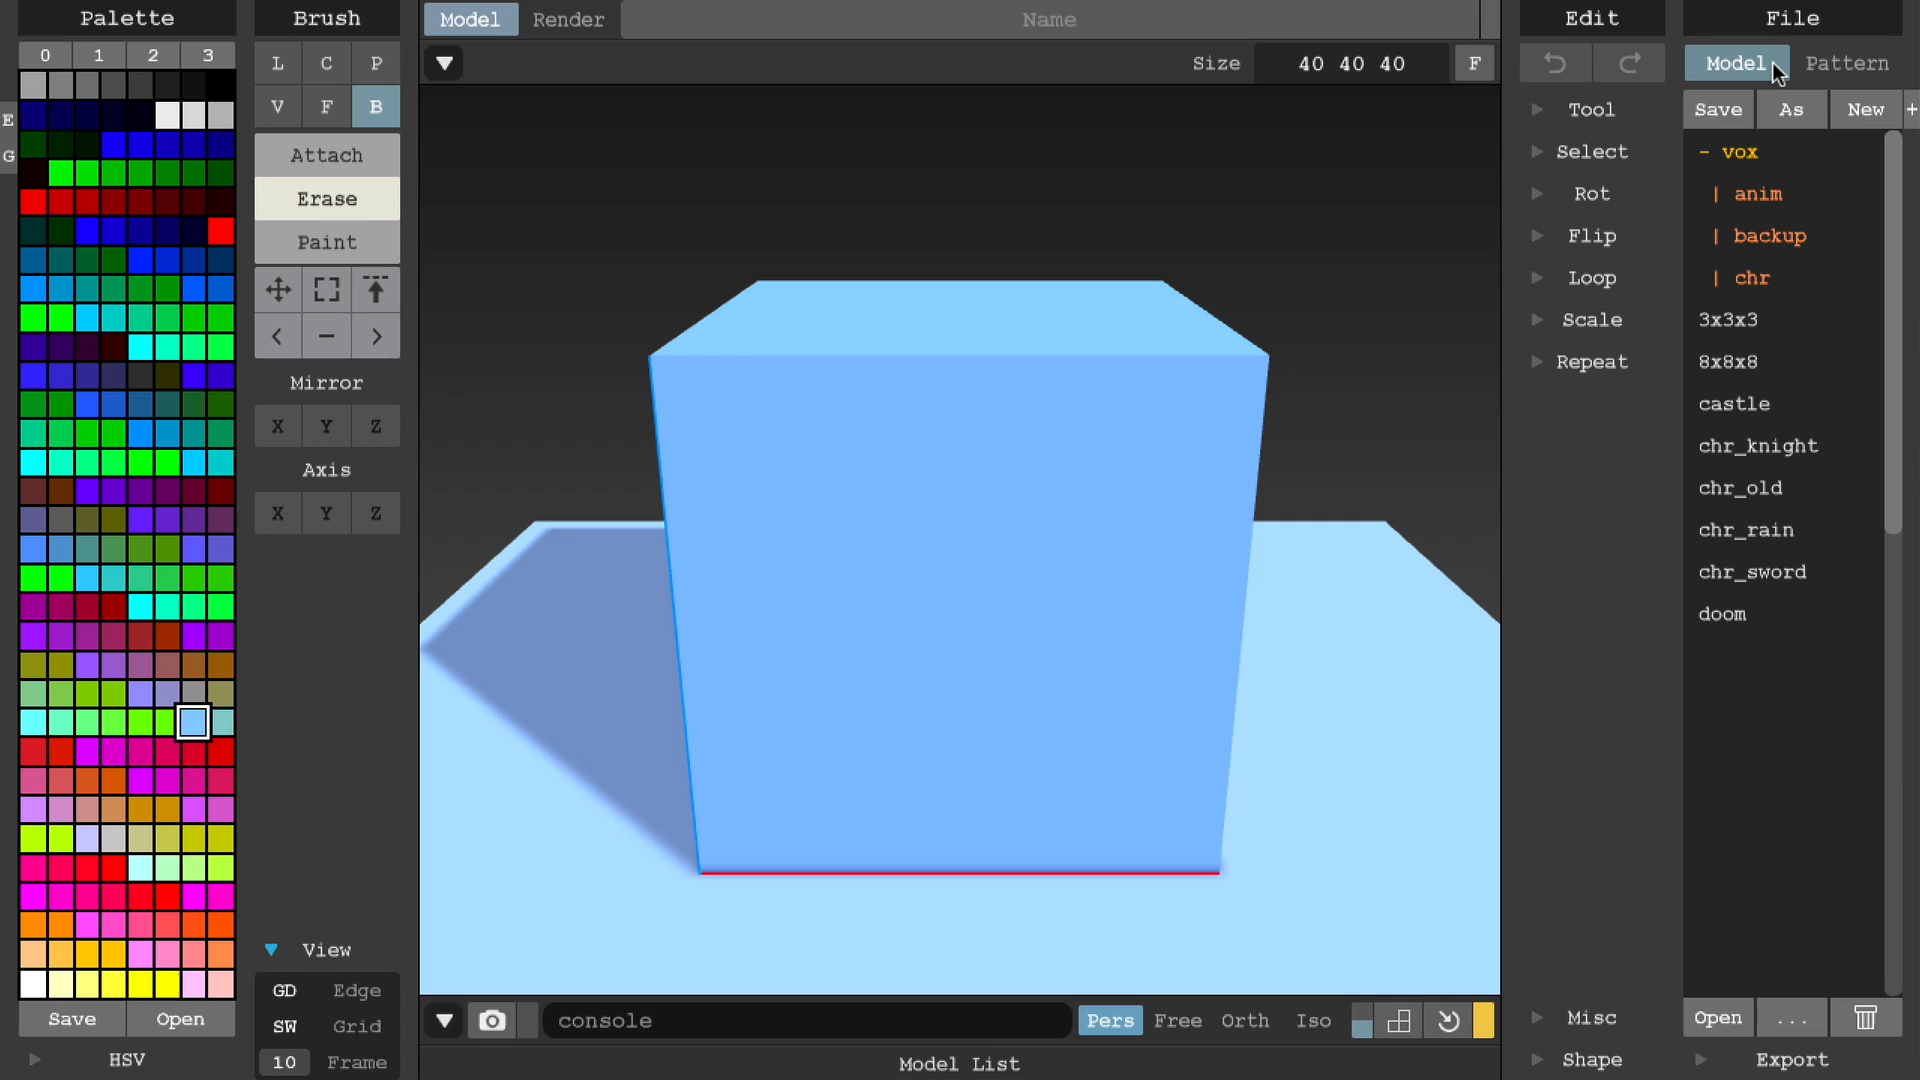 Palette
0 1 2 3
E
G
Save Open
HSV
Brush
L C P
V F B
Attach
Erase
Paint
Mirror
X Y Z
Axis
X Y Z
View
GD Edge
SW Grid
10 Frame
Model Render Name
Size 40 40 40 F
console Pers Free Orth Iso
Model List
Edit
Tool
Select
Rot
Flip
Loop
Scale
Repeat
Misc
Shape
File
Model Pattern
Save As New +
- vox
| anim
| backup
| chr
3x3x3
8x8x8
castle
chr_knight
chr_old
chr_rain
chr_sword
doom
Open ...
Export